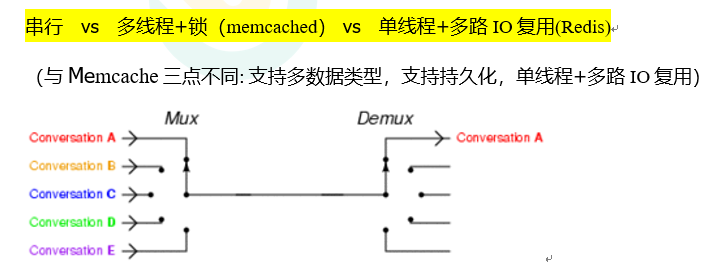 串行 vs 多线程+锁（memcached） vs 单线程+多路 IO 复用(Redis)
（与 Memcache 三点不同: 支持多数据类型，支持持久化，单线程+多路 IO 复用）
Mux Demux
Conversation A Conversation A
Conversation B
Conversation C
Conversation D
Conversation E